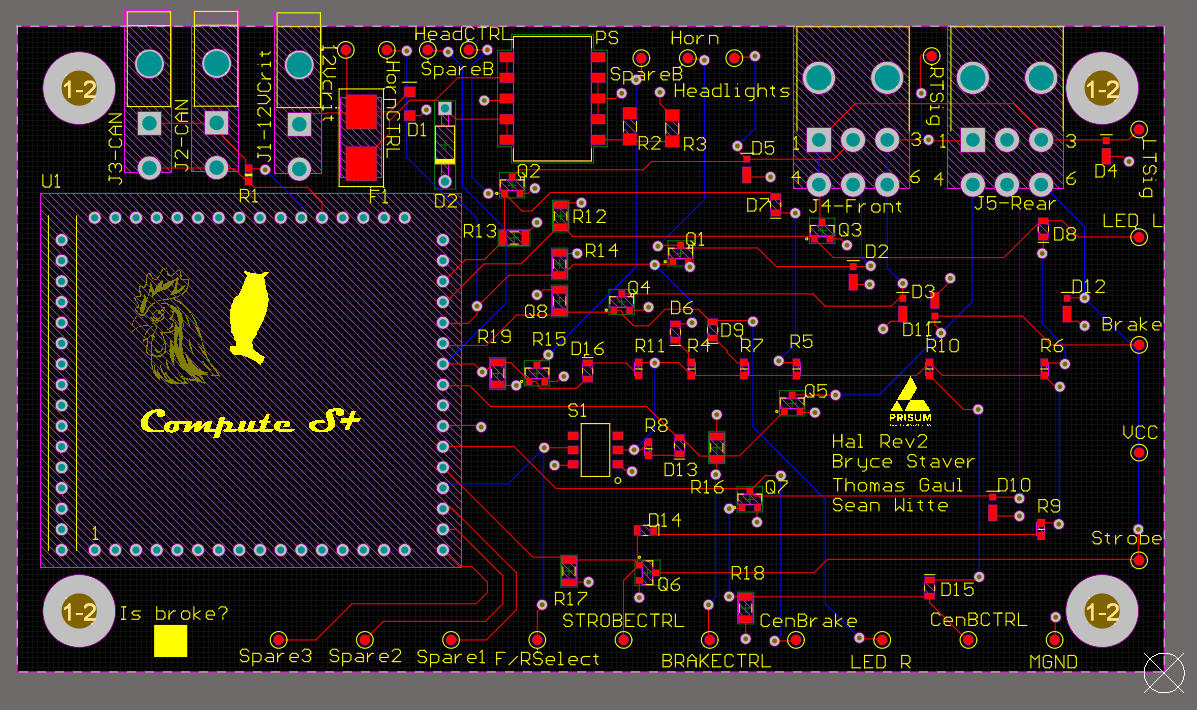 HeadCTRL
PS
Horn
12Vcrit
HornCTRL
SpareB
SpareB
Headlights
RTSig
LTSig
1-2
1-2
J3-CAN
J2-CAN
J1-12VCrit
D1
R2
R3
D5
1
3
1
3
D4
U1
R1
F1
D2
Q2
D7
4
6
4
6
J4-Front
J5-Rear
R13
R12
Q1
Q3
D8
LED L
R14
D2
Q8
Q4
D3
D12
D6
D9
D11
Brake
R19
R15
D16
R11
R4
R7
R5
R10
R6
Compute S+
S1
Q5
PRISUM
R8
D13
Hal Rev2
VCC
Bryce Staver
R16
Q7
Thomas Gaul
D10
Sean Witte
R9
1
D14
Strobe
R17
Q6
R18
D15
1-2
1-2
Is broke?
STROBECTRL
CenBrake
CenBCTRL
Spare3
Spare2
Spare1
F/RSelect
BRAKECTRL
LED R
MGND